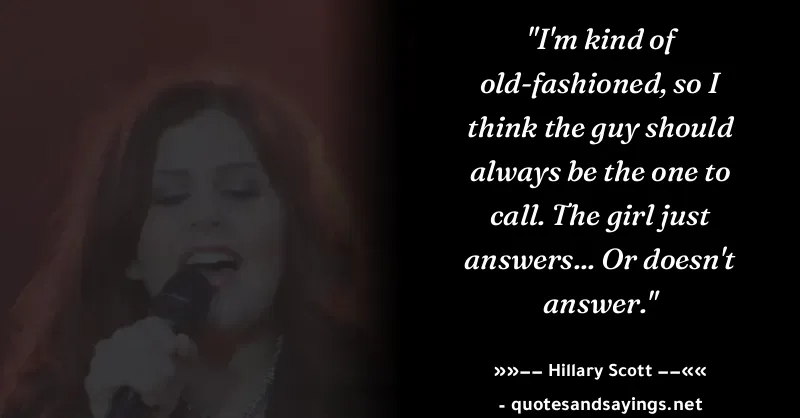 "I'm kind of
old-fashioned, so I
think the guy should
always be the one to
call. The girl just
answers... Or doesn't
answer."
»»−− Hillary Scott −−««
- quotesandsayings.net